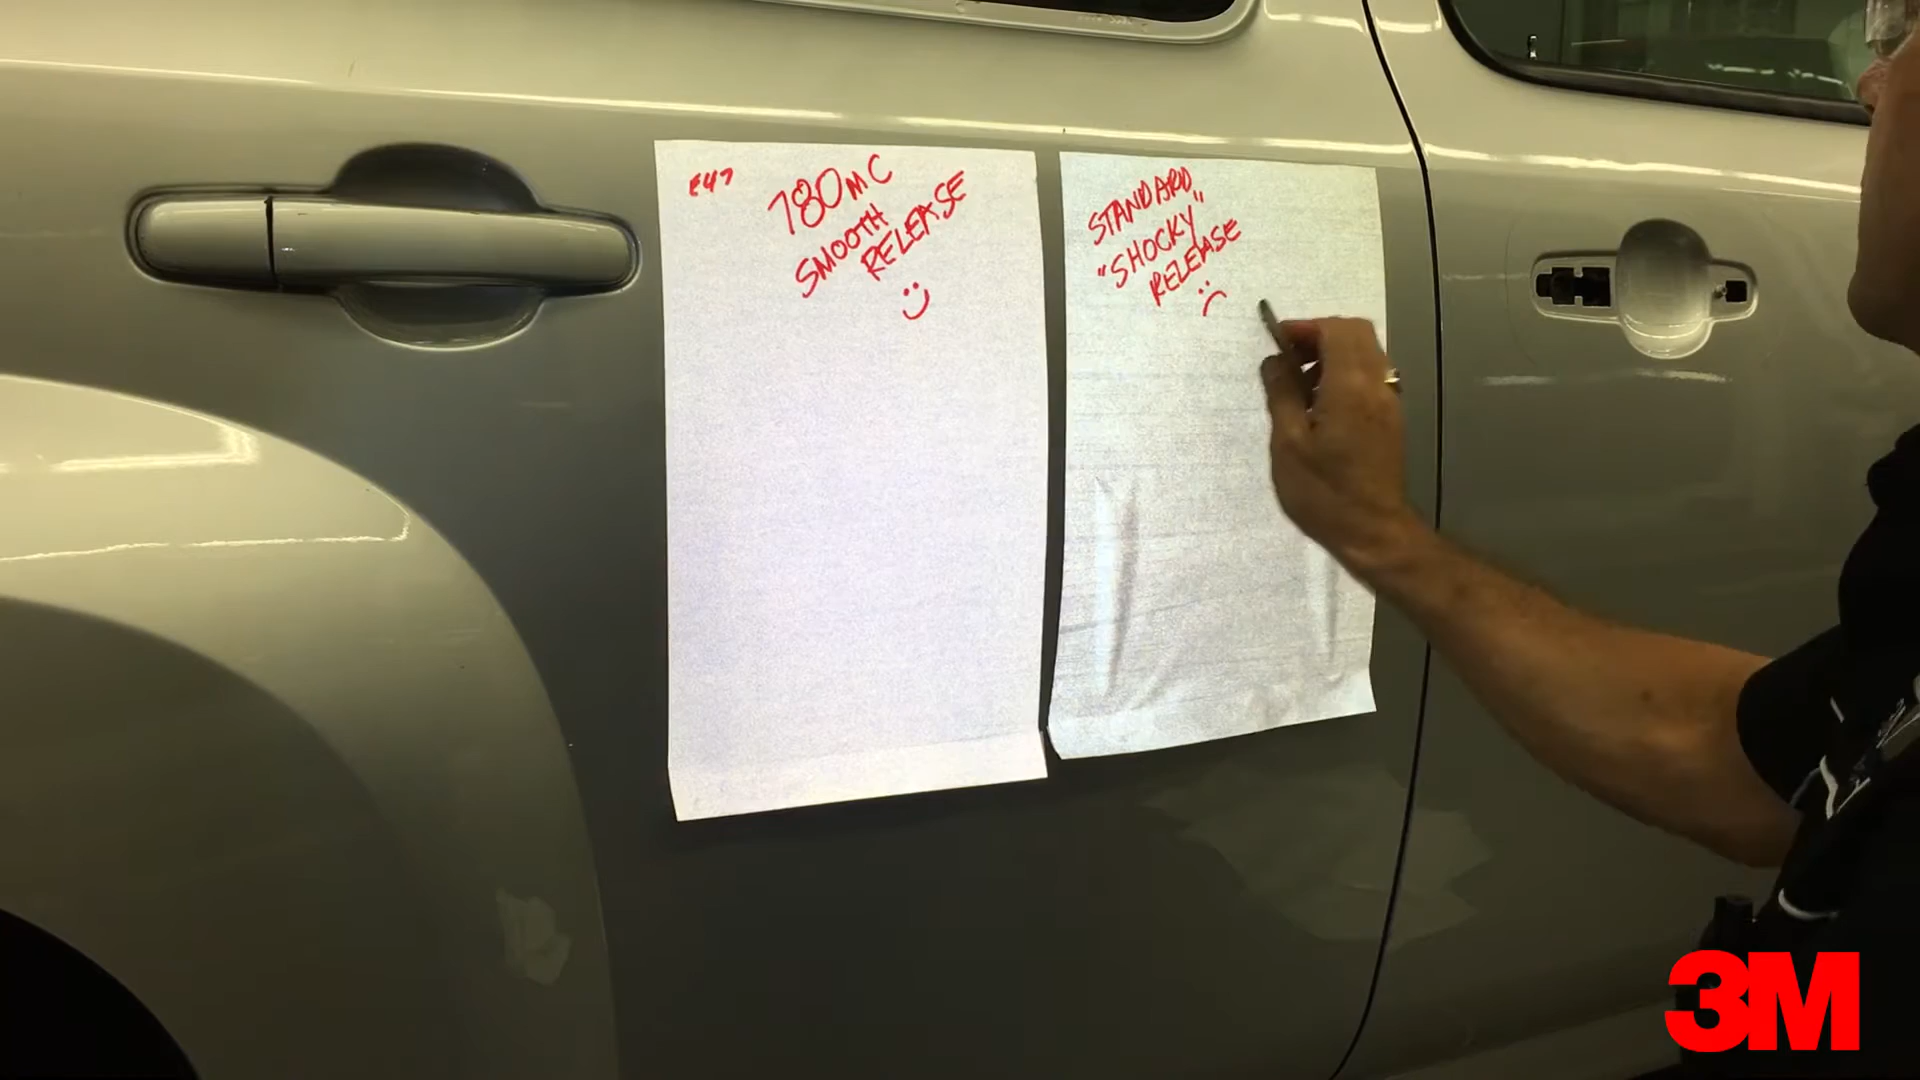 780MC
SMOOTH
RELEASE
STANDARD
"SHOCKY"
RELEASE
3M